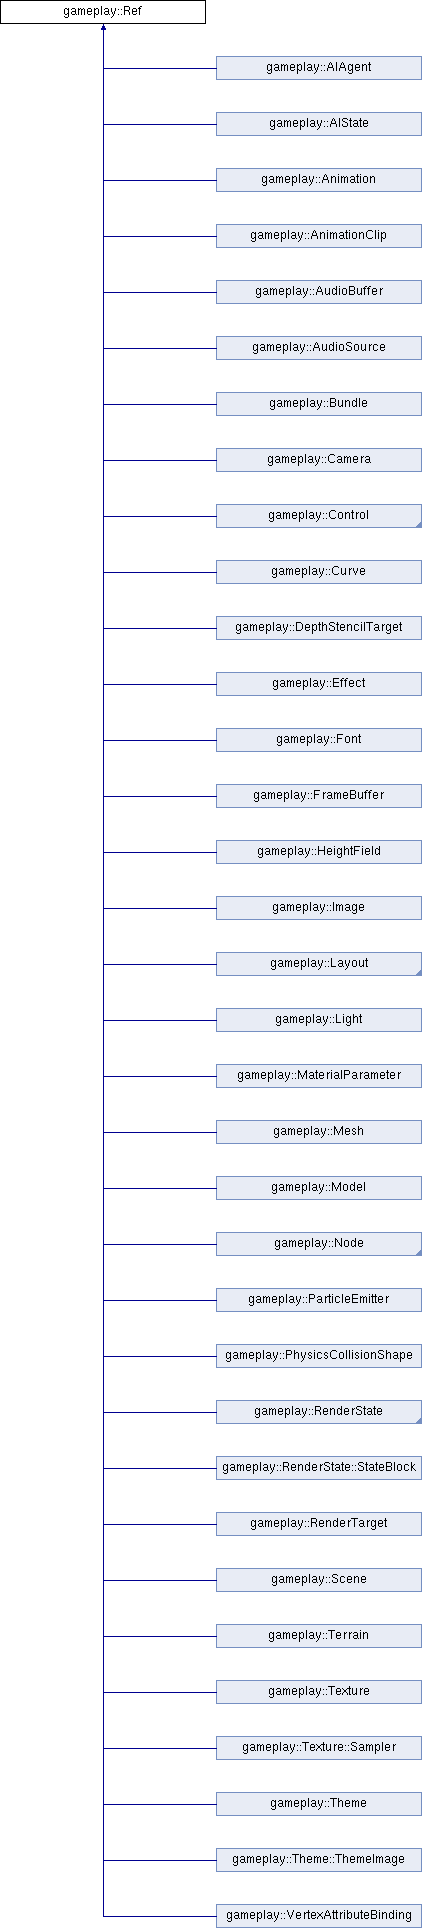 gameplay::Ref
gameplay::AIAgent
gameplay::AIState
gameplay::Animation
gameplay::AnimationClip
gameplay::AudioBuffer
gameplay::AudioSource
gameplay::Bundle
gameplay::Camera
gameplay::Control
gameplay::Curve
gameplay::DepthStencilTarget
gameplay::Effect
gameplay::Font
gameplay::FrameBuffer
gameplay::HeightField
gameplay::Image
gameplay::Layout
gameplay::Light
gameplay::MaterialParameter
gameplay::Mesh
gameplay::Model
gameplay::Node
gameplay::ParticleEmitter
gameplay::PhysicsCollisionShape
gameplay::RenderState
gameplay::RenderState::StateBlock
gameplay::RenderTarget
gameplay::Scene
gameplay::Terrain
gameplay::Texture
gameplay::Texture::Sampler
gameplay::Theme
gameplay::Theme::ThemeImage
gameplay::VertexAttributeBinding